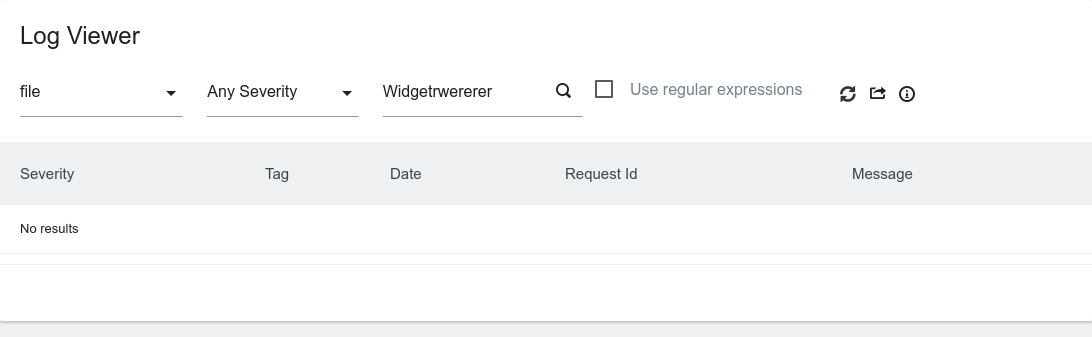 Log Viewer
file Any Severity Widgetrwererer Use regular expressions
Severity Tag Date Request Id Message
No results